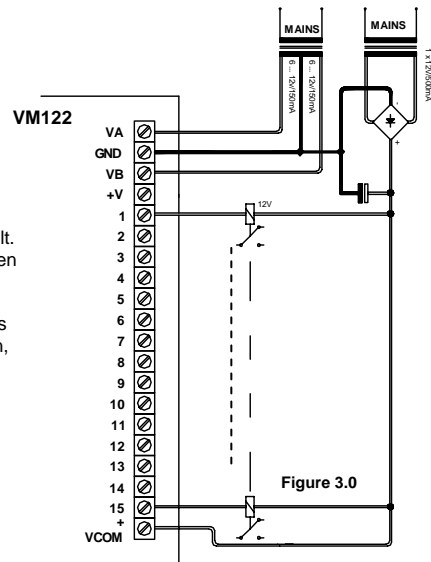 MAINS
MAINS
6 ... 12v/150mA
6 ... 12v/150mA
1 x 12V/500mA
-
+
VM122
VA
GND
VB
+V
1
12V
2
lt.
3
en
4
5
6
s
7
n,
8
9
10
11
12
13
14
Figure 3.0
15
+
VCOM